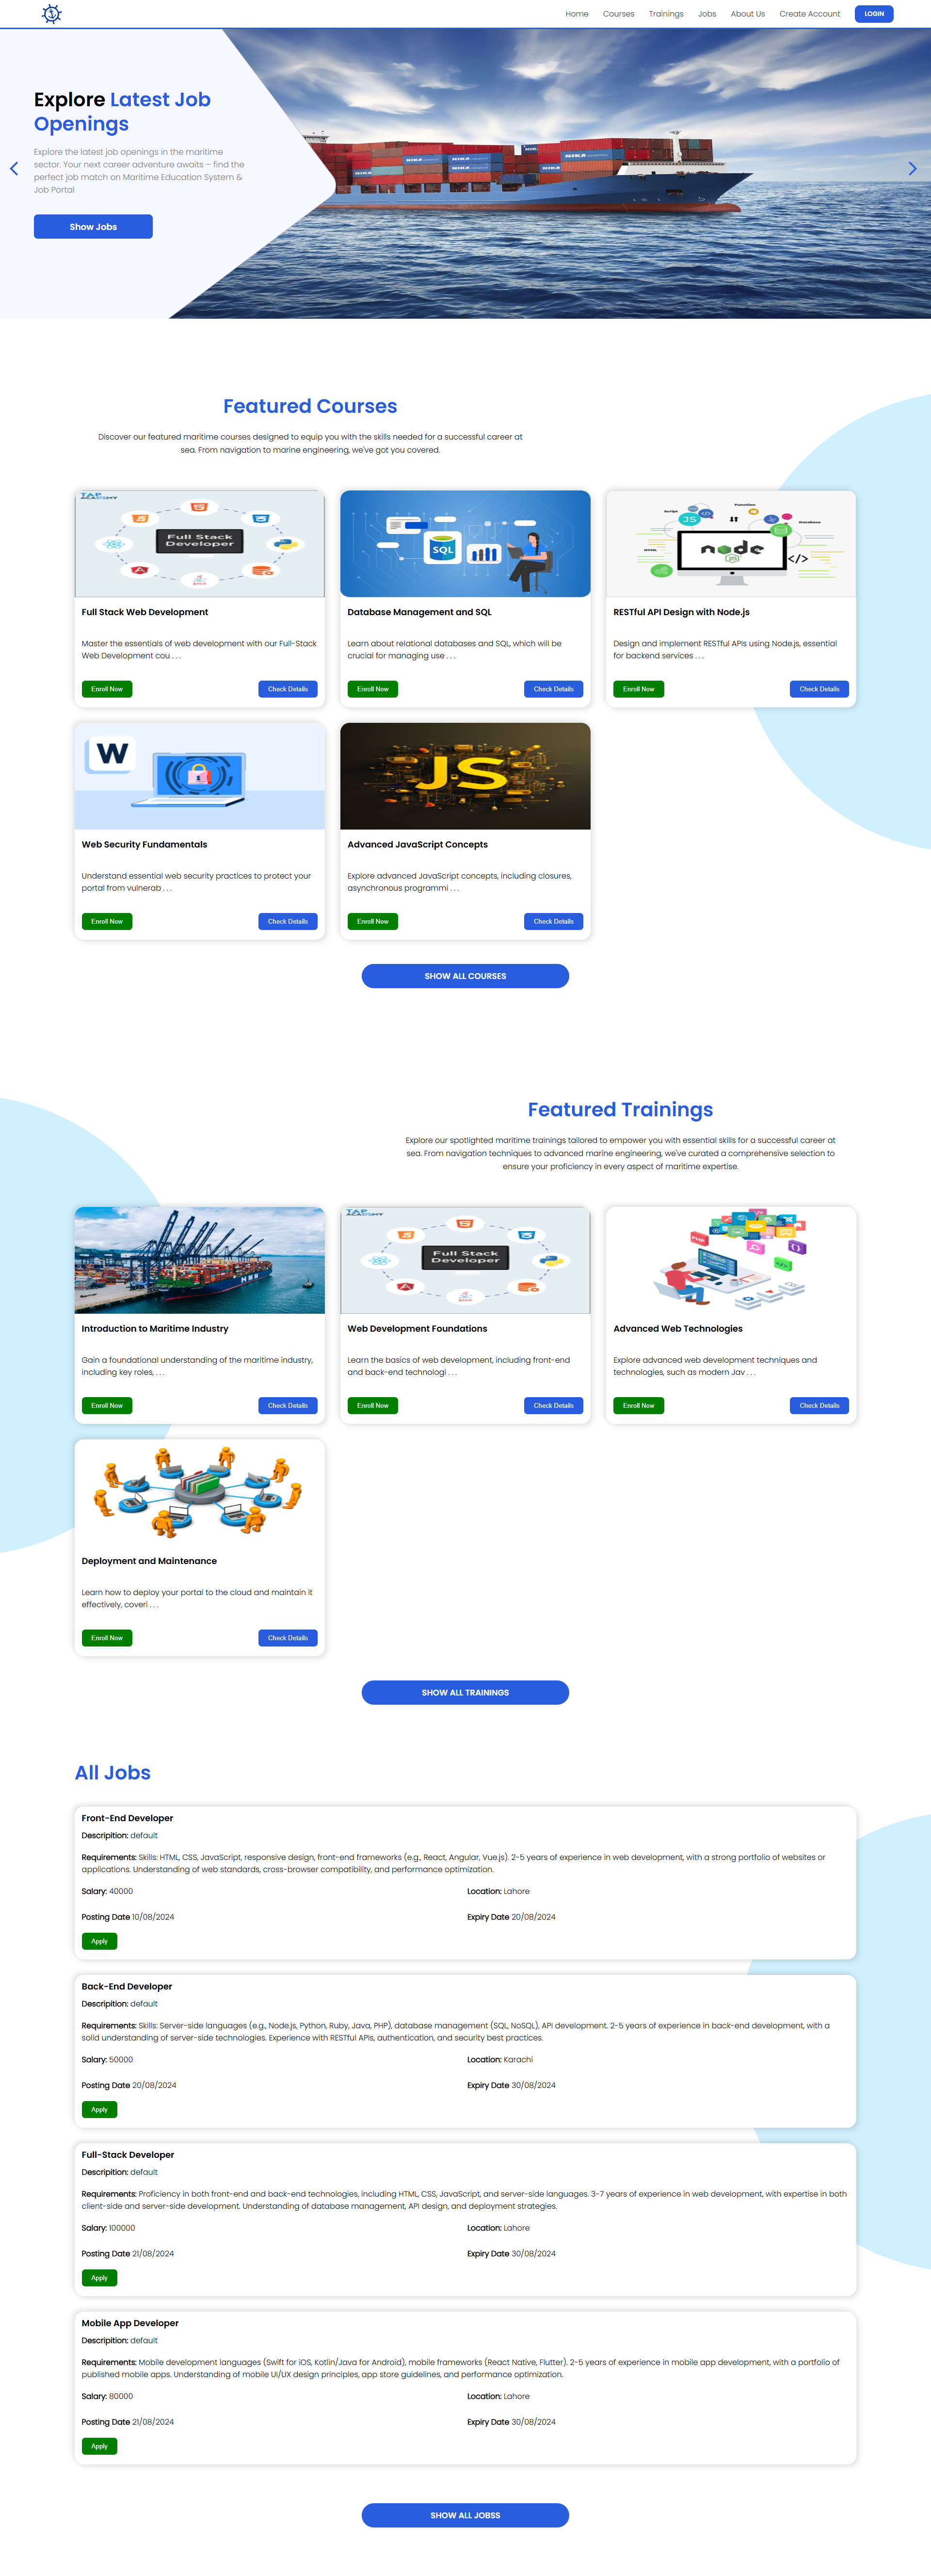 Home Courses Trainings Jobs About Us Create Account LOGIN
Explore Latest Job
Openings
Explore the latest job openings in the maritime
sector. Your next career adventure awaits – find the
perfect job match on Maritime Education System &
Job Portal
Show Jobs
Featured Courses
Discover our featured maritime courses designed to equip you with the skills needed for a successful career at
sea. From navigation to marine engineering, we've got you covered.
TAP
ACADEMY
Full Stack
Developer
SQL
Script
Function
Database
HTML
JS
node
JS
</>
Full Stack Web Development
Database Management and SQL
RESTful API Design with Node.js
Master the essentials of web development with our Full-Stack
Web Development cou . . .
Learn about relational databases and SQL, which will be
crucial for managing use . . .
Design and implement RESTful APIs using Node.js, essential
for backend services . . .
Enroll Now Check Details
Enroll Now Check Details
Enroll Now Check Details
W
JS
Web Security Fundamentals
Advanced JavaScript Concepts
Understand essential web security practices to protect your
portal from vulnerab . . .
Explore advanced JavaScript concepts, including closures,
asynchronous programmi . . .
Enroll Now Check Details
Enroll Now Check Details
SHOW ALL COURSES
Featured Trainings
Explore our spotlighted maritime trainings tailored to empower you with essential skills for a successful career at
sea. From navigation techniques to advanced marine engineering, we've curated a comprehensive selection to
ensure your proficiency in every aspect of maritime expertise.
TAP
ACADEMY
Full Stack
Developer
PHP
Introduction to Maritime Industry
Web Development Foundations
Advanced Web Technologies
Gain a foundational understanding of the maritime industry,
including key roles, . . .
Learn the basics of web development, including front-end
and back-end technologi . . .
Explore advanced web development techniques and
technologies, such as modern Jav . . .
Enroll Now Check Details
Enroll Now Check Details
Enroll Now Check Details
Deployment and Maintenance
Learn how to deploy your portal to the cloud and maintain it
effectively, coveri . . .
Enroll Now Check Details
SHOW ALL TRAININGS
All Jobs
Front-End Developer
Descripition: default
Requirements: Skills: HTML, CSS, JavaScript, responsive design, front-end frameworks (e.g., React, Angular, Vue.js). 2-5 years of experience in web development, with a strong portfolio of websites or
applications. Understanding of web standards, cross-browser compatibility, and performance optimization.
Salary: 40000 Location: Lahore
Posting Date 10/08/2024 Expiry Date 20/08/2024
Apply
Back-End Developer
Descripition: default
Requirements: Skills: Server-side languages (e.g., Node.js, Python, Ruby, Java, PHP), database management (SQL, NoSQL), API development. 2-5 years of experience in back-end development, with a
solid understanding of server-side technologies. Experience with RESTful APIs, authentication, and security best practices.
Salary: 50000 Location: Karachi
Posting Date 20/08/2024 Expiry Date 30/08/2024
Apply
Full-Stack Developer
Descripition: default
Requirements: Proficiency in both front-end and back-end technologies, including HTML, CSS, JavaScript, and server-side languages. 3-7 years of experience in web development, with expertise in both
client-side and server-side development. Understanding of database management, API design, and deployment strategies.
Salary: 100000 Location: Lahore
Posting Date 21/08/2024 Expiry Date 30/08/2024
Apply
Mobile App Developer
Descripition: default
Requirements: Mobile development languages (Swift for iOS, Kotlin/Java for Android), mobile frameworks (React Native, Flutter). 2-5 years of experience in mobile app development, with a portfolio of
published mobile apps. Understanding of mobile UI/UX design principles, app store guidelines, and performance optimization.
Salary: 80000 Location: Lahore
Posting Date 21/08/2024 Expiry Date 30/08/2024
Apply
SHOW ALL JOBSS